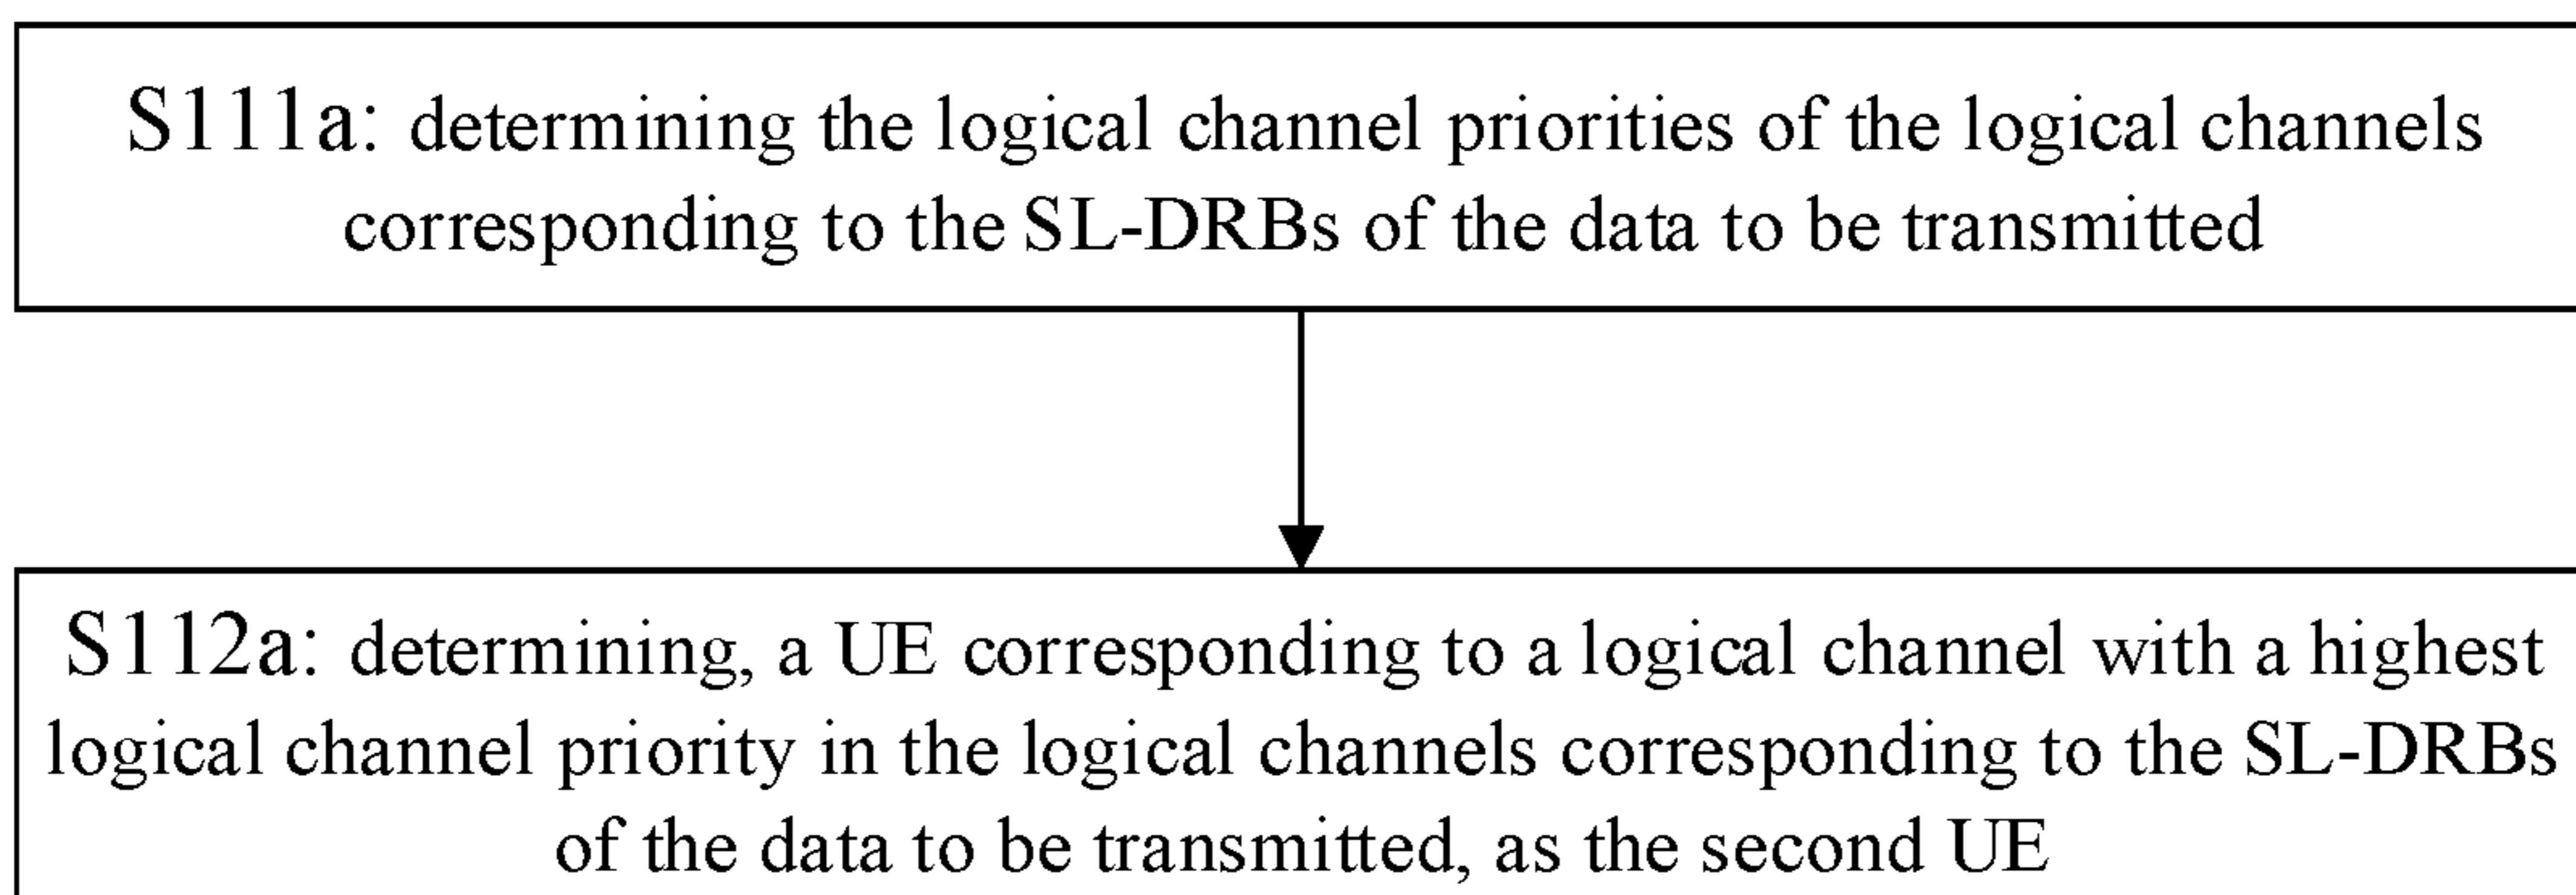 S111a: determining the logical channel priorities of the logical channels
corresponding to the SL-DRBs of the data to be transmitted
S112a: determining, a UE corresponding to a logical channel with a highest
logical channel priority in the logical channels corresponding to the SL-DRBs
of the data to be transmitted, as the second UE